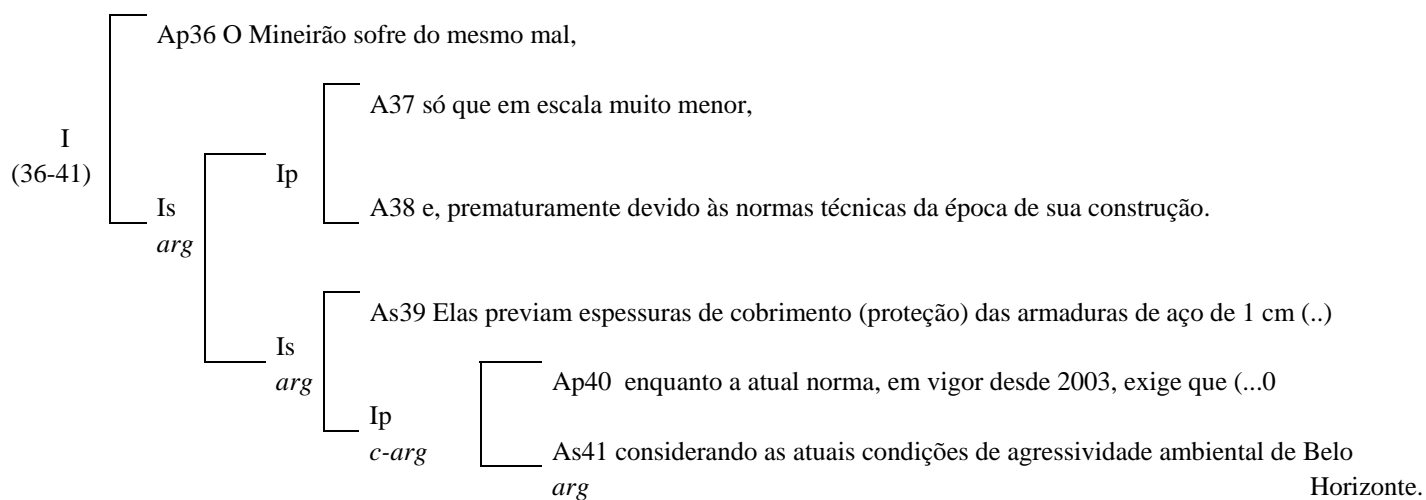 Ap36 O Mineirão sofre do mesmo mal,
A37 só que em escala muito menor,
I
(36-41)
Ip
Is
arg
A38 e, prematuramente devido às normas técnicas da época de sua construção.
As39 Elas previam espessuras de cobrimento (proteção) das armaduras de aço de 1 cm (..)
Is
arg
Ap40 enquanto a atual norma, em vigor desde 2003, exige que (...0
Ip
c-arg
As41 considerando as atuais condições de agressividade ambiental de Belo
arg Horizonte.